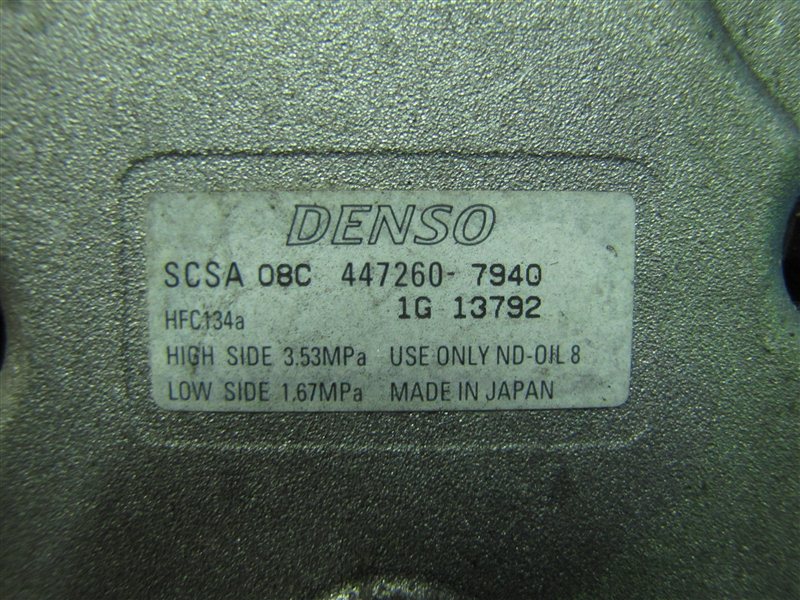 DENSO
SCSA 08C 447260- 7940
1G 13792
HFC134a
HIGH SIDE 3.53MPa USE ONLY ND-OIL 8
LOW SIDE 1.67MPa MADE IN JAPAN